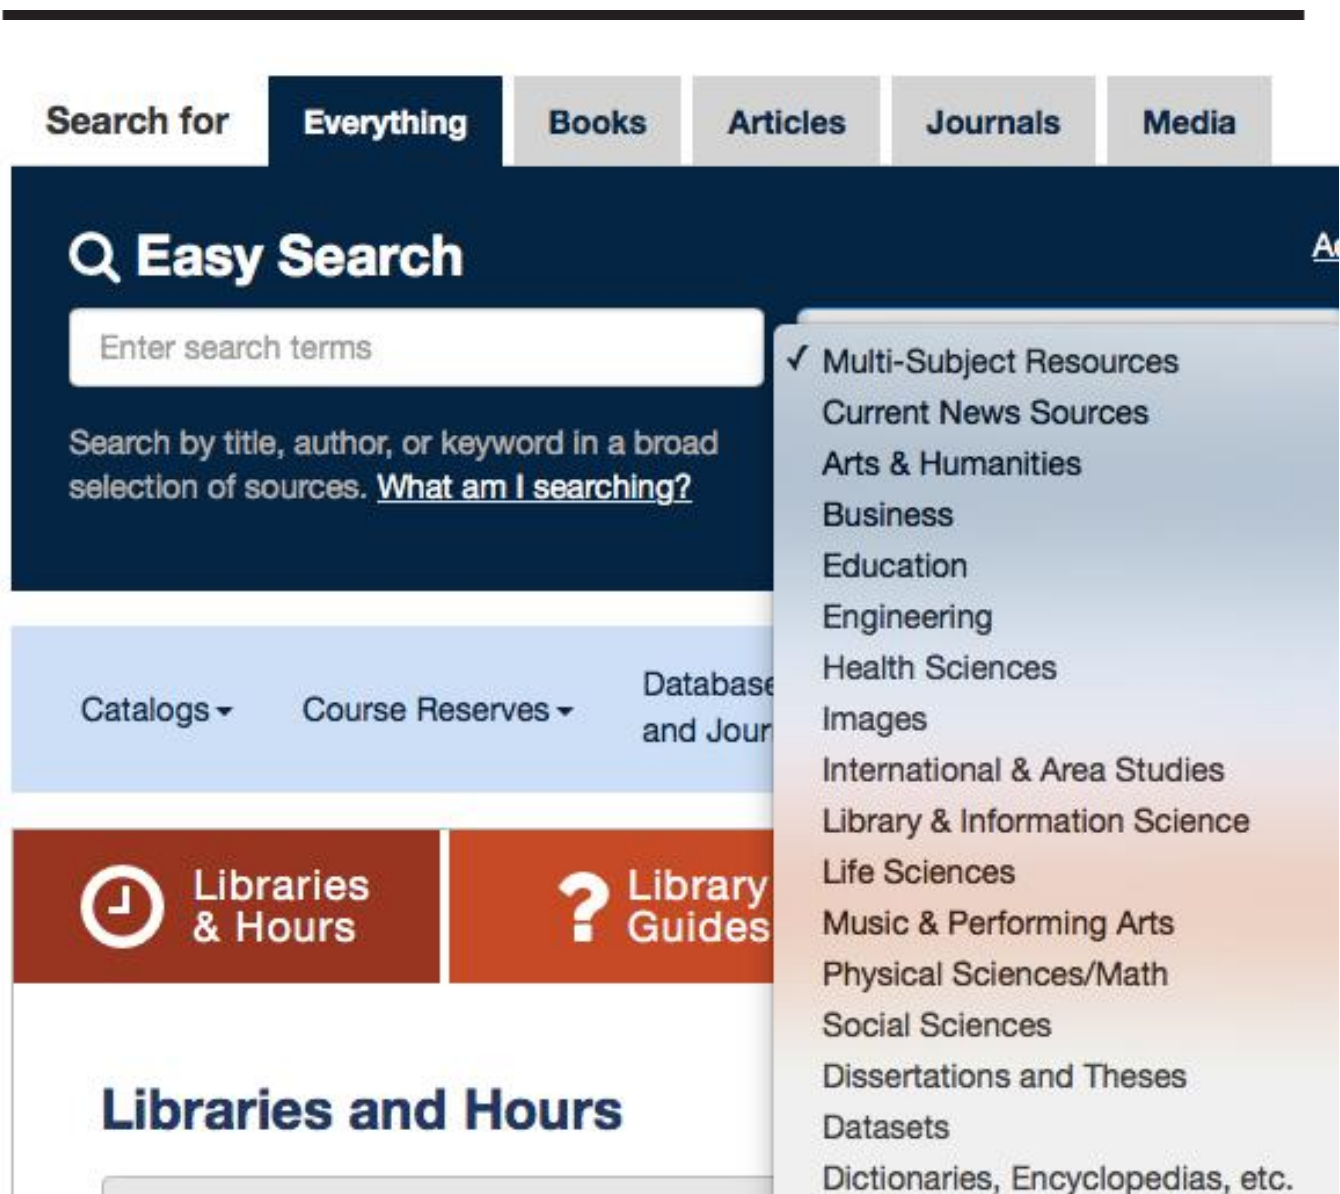 Search for Everything Books Articles Journals Media
Easy Search
Enter search terms
Search by title, author, or keyword in a broad
selection of sources. What am I searching?
✓ Multi-Subject Resources
Current News Sources
Arts & Humanities
Business
Education
Engineering
Health Sciences
Images
International & Area Studies
Library & Information Science
Life Sciences
Music & Performing Arts
Physical Sciences/Math
Social Sciences
Dissertations and Theses
Datasets
Dictionaries, Encyclopedias, etc.
Catalogs Course Reserves
and
Libraries
& Hours
Library
Guides
Libraries and Hours